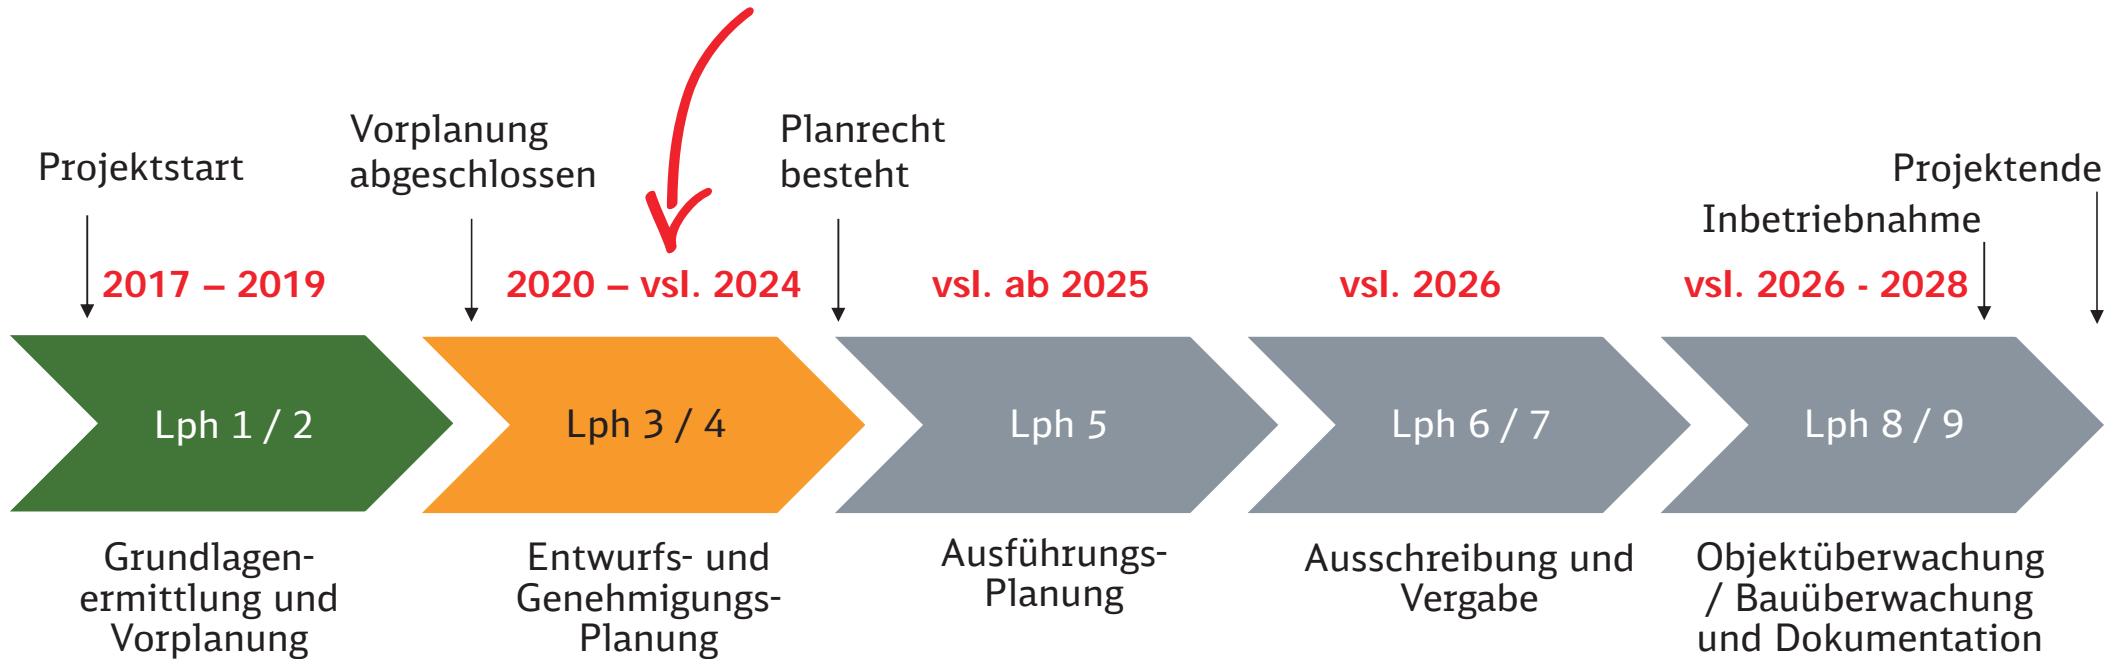 Projektstart
Vorplanung
abgeschlossen
Planrecht
besteht
Projektende
Inbetriebnahme
2017 – 2019
2020 – vsl. 2024
vsl. ab 2025
vsl. 2026
vsl. 2026 - 2028
Lph 1 / 2
Lph 3 / 4
Lph 5
Lph 6 / 7
Lph 8 / 9
Grundlagen-
ermittlung und
Vorplanung
Entwurfs- und
Genehmigungs-
Planung
Ausführungs-
Planung
Ausschreibung und
Vergabe
Objektüberwachung
/ Bauüberwachung
und Dokumentation